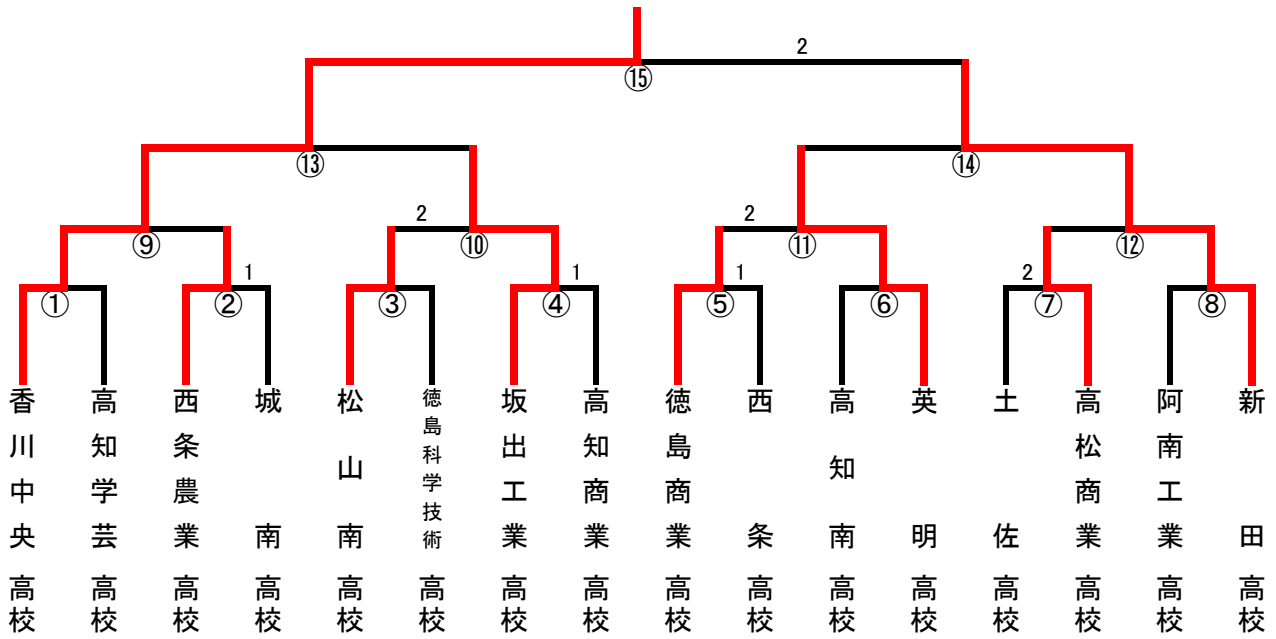 2
⑮
⑬
⑭
2
2
⑨
⑩
⑪
⑫
1
1
1
2
①
②
③
④
⑤
⑥
⑦
⑧
香川中央高校
高知学芸高校
西条農業高校
城南高校
松山南高校
徳島科学技術高校
坂出工業高校
高知商業高校
徳島商業高校
西条高校
高知南高校
英明高校
土佐高校
高松商業高校
阿南工業高校
新田高校